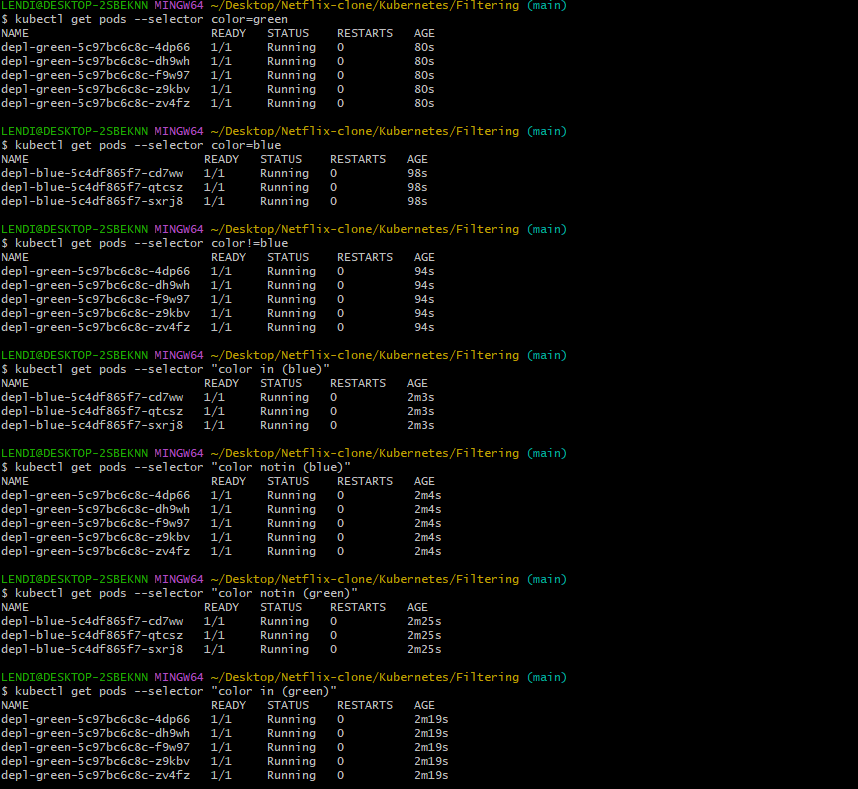 LENDI@DESKTOP-2SBEKNN MINGW64 ~/Desktop/Netflix-clone/Kubernetes/Filtering (main)
$ kubectl get pods --selector color=green
NAME READY STATUS RESTARTS AGE
depl-green-5c97bc6c8c-4dp66 1/1 Running 0 80s
depl-green-5c97bc6c8c-dh9wh 1/1 Running 0 80s
depl-green-5c97bc6c8c-f9w97 1/1 Running 0 80s
depl-green-5c97bc6c8c-z9kbv 1/1 Running 0 80s
depl-green-5c97bc6c8c-zv4fz 1/1 Running 0 80s
LENDI@DESKTOP-2SBEKNN MINGW64 ~/Desktop/Netflix-clone/Kubernetes/Filtering (main)
$ kubectl get pods --selector color=blue
NAME READY STATUS RESTARTS AGE
depl-blue-5c4df865f7-cd7ww 1/1 Running 0 98s
depl-blue-5c4df865f7-qtcsz 1/1 Running 0 98s
depl-blue-5c4df865f7-sxrj8 1/1 Running 0 98s
LENDI@DESKTOP-2SBEKNN MINGW64 ~/Desktop/Netflix-clone/Kubernetes/Filtering (main)
$ kubectl get pods --selector color!=blue
NAME READY STATUS RESTARTS AGE
depl-green-5c97bc6c8c-4dp66 1/1 Running 0 94s
depl-green-5c97bc6c8c-dh9wh 1/1 Running 0 94s
depl-green-5c97bc6c8c-f9w97 1/1 Running 0 94s
depl-green-5c97bc6c8c-z9kbv 1/1 Running 0 94s
depl-green-5c97bc6c8c-zv4fz 1/1 Running 0 94s
LENDI@DESKTOP-2SBEKNN MINGW64 ~/Desktop/Netflix-clone/Kubernetes/Filtering (main)
$ kubectl get pods --selector "color in (blue)"
NAME READY STATUS RESTARTS AGE
depl-blue-5c4df865f7-cd7ww 1/1 Running 0 2m3s
depl-blue-5c4df865f7-qtcsz 1/1 Running 0 2m3s
depl-blue-5c4df865f7-sxrj8 1/1 Running 0 2m3s
LENDI@DESKTOP-2SBEKNN MINGW64 ~/Desktop/Netflix-clone/Kubernetes/Filtering (main)
$ kubectl get pods --selector "color notin (blue)"
NAME READY STATUS RESTARTS AGE
depl-green-5c97bc6c8c-4dp66 1/1 Running 0 2m4s
depl-green-5c97bc6c8c-dh9wh 1/1 Running 0 2m4s
depl-green-5c97bc6c8c-f9w97 1/1 Running 0 2m4s
depl-green-5c97bc6c8c-z9kbv 1/1 Running 0 2m4s
depl-green-5c97bc6c8c-zv4fz 1/1 Running 0 2m4s
LENDI@DESKTOP-2SBEKNN MINGW64 ~/Desktop/Netflix-clone/Kubernetes/Filtering (main)
$ kubectl get pods --selector "color notin (green)"
NAME READY STATUS RESTARTS AGE
depl-blue-5c4df865f7-cd7ww 1/1 Running 0 2m25s
depl-blue-5c4df865f7-qtcsz 1/1 Running 0 2m25s
depl-blue-5c4df865f7-sxrj8 1/1 Running 0 2m25s
LENDI@DESKTOP-2SBEKNN MINGW64 ~/Desktop/Netflix-clone/Kubernetes/Filtering (main)
$ kubectl get pods --selector "color in (green)"
NAME READY STATUS RESTARTS AGE
depl-green-5c97bc6c8c-4dp66 1/1 Running 0 2m19s
depl-green-5c97bc6c8c-dh9wh 1/1 Running 0 2m19s
depl-green-5c97bc6c8c-f9w97 1/1 Running 0 2m19s
depl-green-5c97bc6c8c-z9kbv 1/1 Running 0 2m19s
depl-green-5c97bc6c8c-zv4fz 1/1 Running 0 2m19s